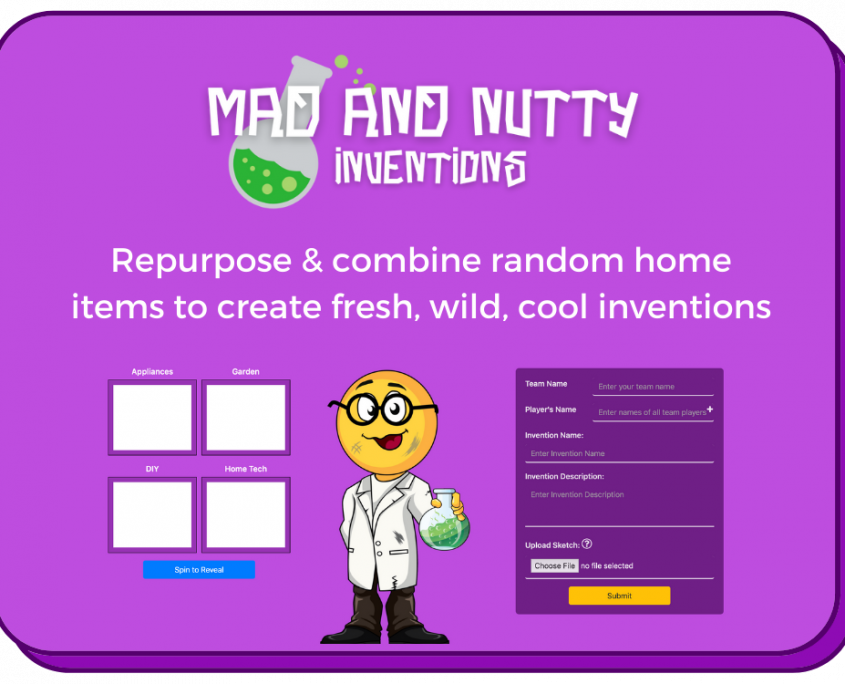 MAD AND NUTTY
INVENTIONS
Repurpose & combine random home
items to create fresh, wild, cool inventions
Appliances
Garden
DIY
Home Tech
Spin to Reveal
Team Name
Enter your team name
Player's Name
Enter names of all team players +
Invention Name:
Enter Invention Name
Invention Description:
Enter Invention Description
Upload Sketch: ?
Choose File no file selected
Submit